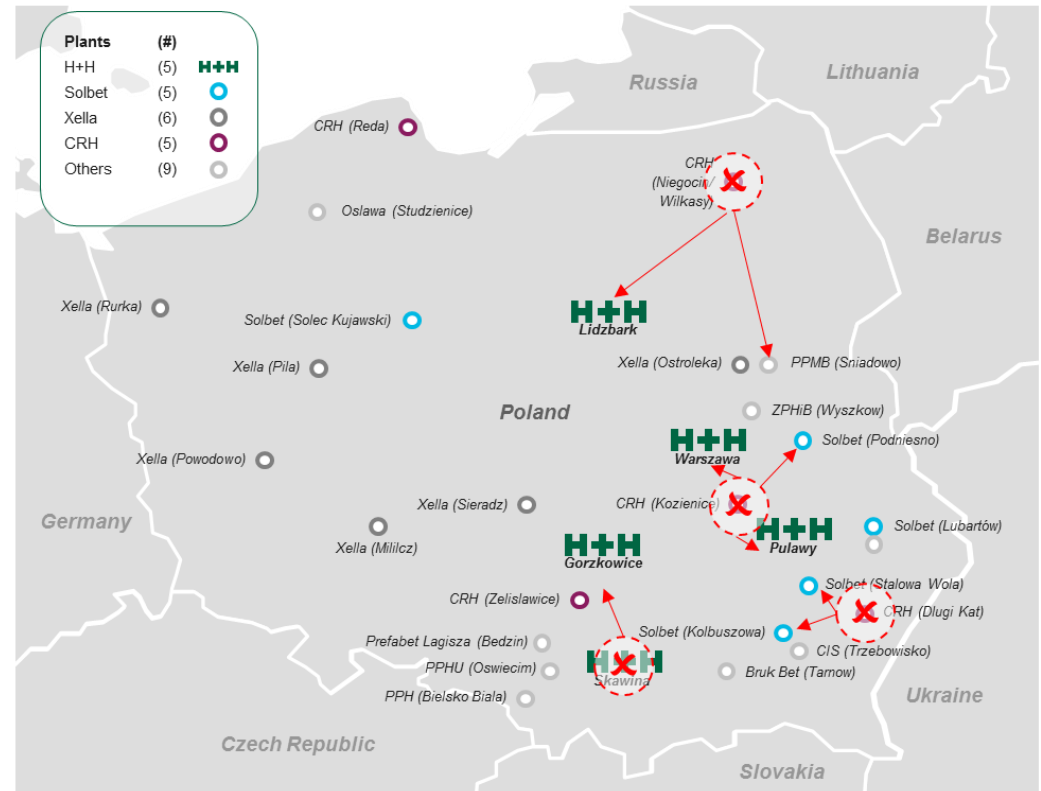 Plants (#)
H+H (5) H+H
Solbet (5)
Xella (6)
CRH (5)
Others (9)
Russia
Lithuania
CRH (Reda)
CRH
(Niegocin/
Wilkasy)
Oslawa (Studzienice)
Belarus
Xella (Rurka)
Solbet (Solec Kujawski)
H+H
Lidzbark
Xella (Pila)
Xella (Ostroleka)
PPMB (Sniadowo)
Poland
ZPHiB (Wyszkow)
H+H
Warszawa
Solbet (Podniesno)
Xella (Powodowo)
Xella (Sieradz)
CRH (Kozienice)
Germany
Xella (Mililcz)
H+H
Gorzkowice
H+H
Pulawy
Solbet (Lubartów)
Solbet (Stalowa Wola)
CRH (Zelislawice)
CRH (Dlugi Kat)
Solbet (Kolbuszowa)
Prefabet Lagisza (Bedzin)
CIS (Trzebowisko)
PPHU (Oswiecim)
H+H
Skawina
Bruk Bet (Tarnow)
PPH (Bielsko Biala)
Ukraine
Czech Republic
Slovakia